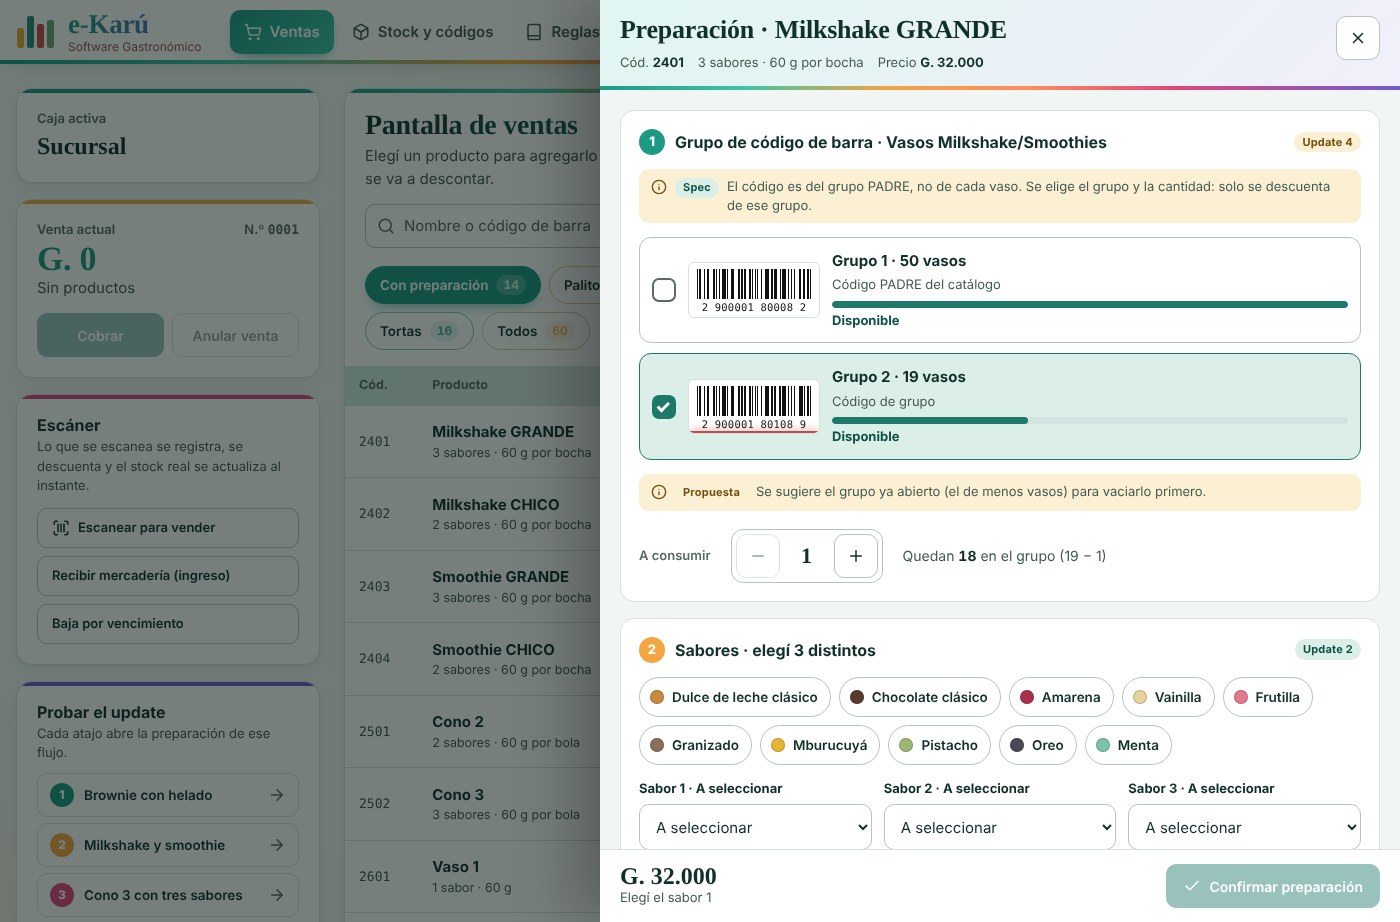 e-Karú
Software Gastronómico
Ventas
Stock y códigos
Reglas
Caja activa
Sucursal
Venta actual
N.º 0001
G. 0
Sin productos
Cobrar
Anular venta
Escáner
Lo que se escanea se registra, se
descuenta y el stock real se actualiza al
instante.
Escanear para vender
Recibir mercadería (ingreso)
Baja por vencimiento
Probar el update
Cada atajo abre la preparación de ese
flujo.
1 Brownie con helado
2 Milkshake y smoothie
3 Cono 3 con tres sabores
Pantalla de ventas
Elegí un producto para agregarlo
se va a descontar.
Nombre o código de barra
Con preparación 14
Palito
Tortas 16
Todos 60
Cód. Producto
2401 Milkshake GRANDE
3 sabores · 60 g por bocha
2402 Milkshake CHICO
2 sabores · 60 g por bocha
2403 Smoothie GRANDE
3 sabores · 60 g por bocha
2404 Smoothie CHICO
2 sabores · 60 g por bocha
2501 Cono 2
2 sabores · 60 g por bola
2502 Cono 3
3 sabores · 60 g por bola
2601 Vaso 1
1 sabor · 60 g
Preparación · Milkshake GRANDE
Cód. 2401 3 sabores · 60 g por bocha Precio G. 32.000
1 Grupo de código de barra · Vasos Milkshake/Smoothies
Update 4
Spec El código es del grupo PADRE, no de cada vaso. Se elige el grupo y la cantidad: solo se descuenta
de ese grupo.
2 900001 80008 2
Grupo 1 · 50 vasos
Código PADRE del catálogo
Disponible
2 900001 80108 9
Grupo 2 · 19 vasos
Código de grupo
Disponible
Propuesta Se sugiere el grupo ya abierto (el de menos vasos) para vaciarlo primero.
A consumir − 1 + Quedan 18 en el grupo (19 − 1)
2 Sabores · elegí 3 distintos
Update 2
Dulce de leche clásico
Chocolate clásico
Amarena
Vainilla
Frutilla
Granizado
Mburucuyá
Pistacho
Oreo
Menta
Sabor 1 · A seleccionar
Sabor 2 · A seleccionar
Sabor 3 · A seleccionar
A seleccionar
A seleccionar
A seleccionar
G. 32.000
Elegí el sabor 1
Confirmar preparación